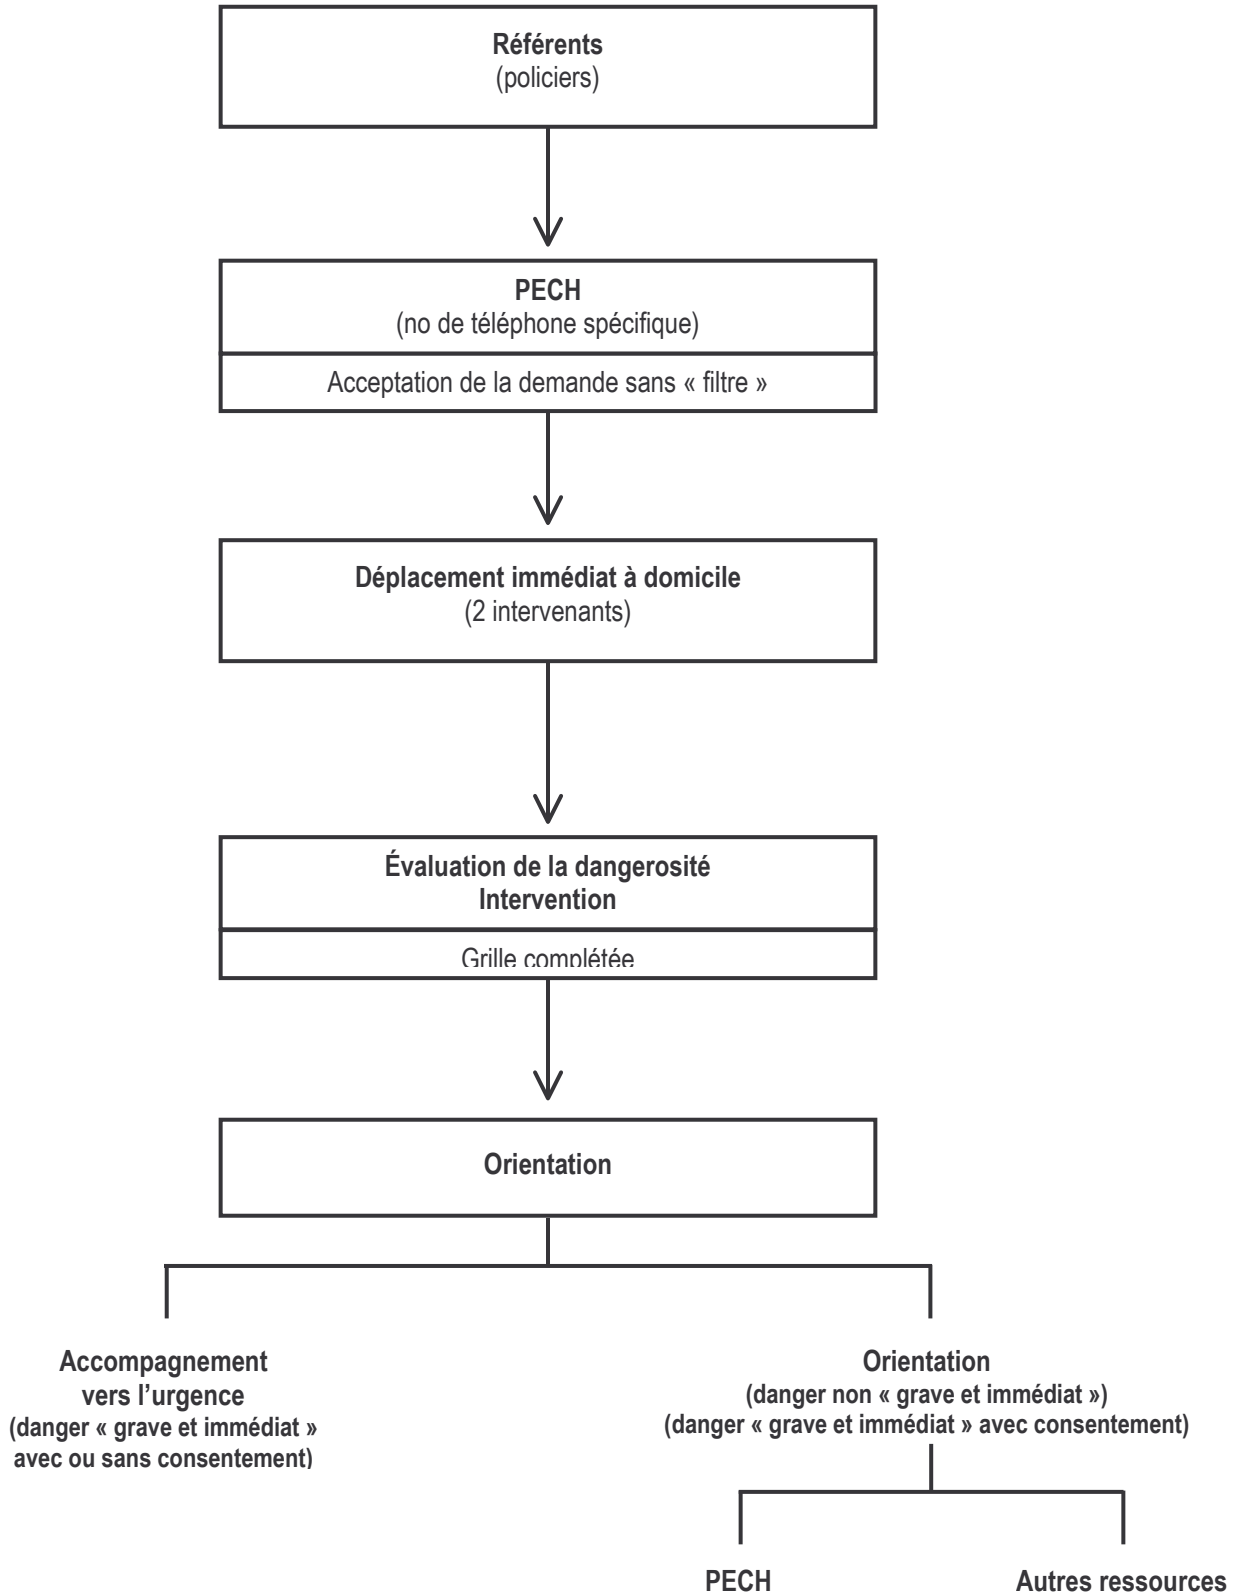 Référents
(policiers)
PECH
(no de téléphone spécifique)
Acceptation de la demande sans « filtre »
Déplacement immédiat à domicile
(2 intervenants)
Évaluation de la dangerosité
Intervention
Grille complétée
Orientation
Accompagnement
vers l’urgence
(danger « grave et immédiat »
avec ou sans consentement)
Orientation
(danger non « grave et immédiat »)
(danger « grave et immédiat » avec consentement)
PECH
Autres ressources